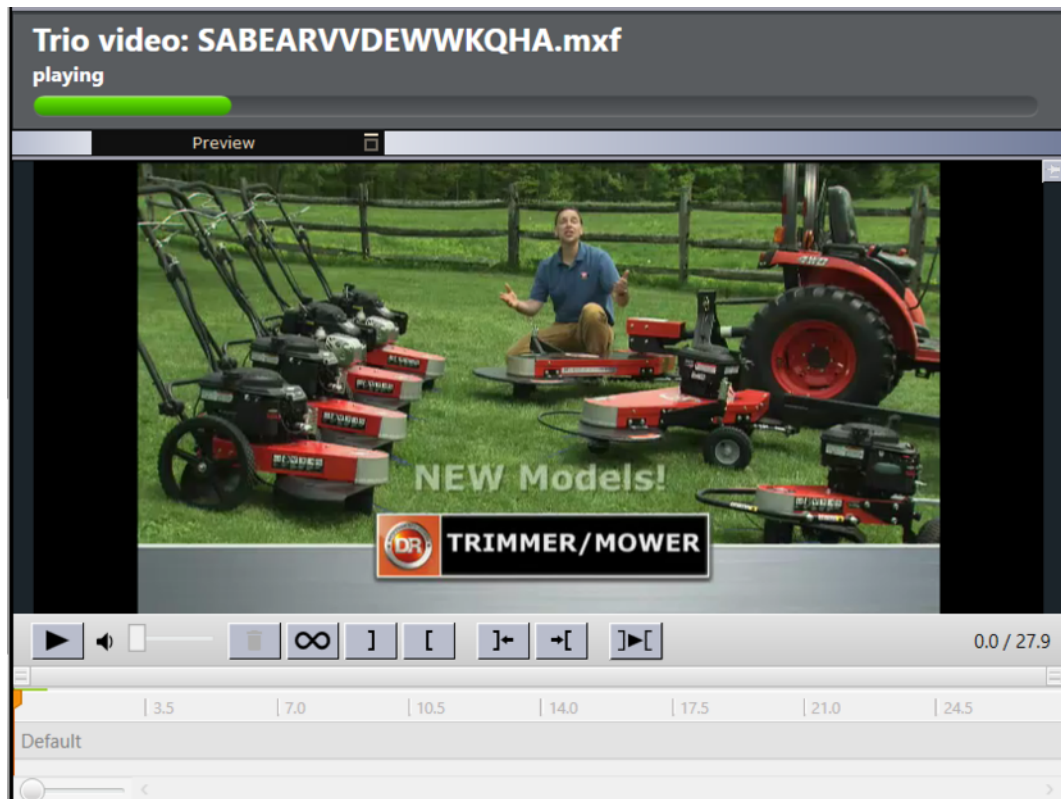 Trio video: SABEARVVDEWWKQHA.mxf
playing
Preview
NEW Models!
DR TRIMMER/MOWER
] [ ]← →[ ]►[ 0.0 / 27.9
3.5 7.0 10.5 14.0 17.5 21.0 24.5
Default